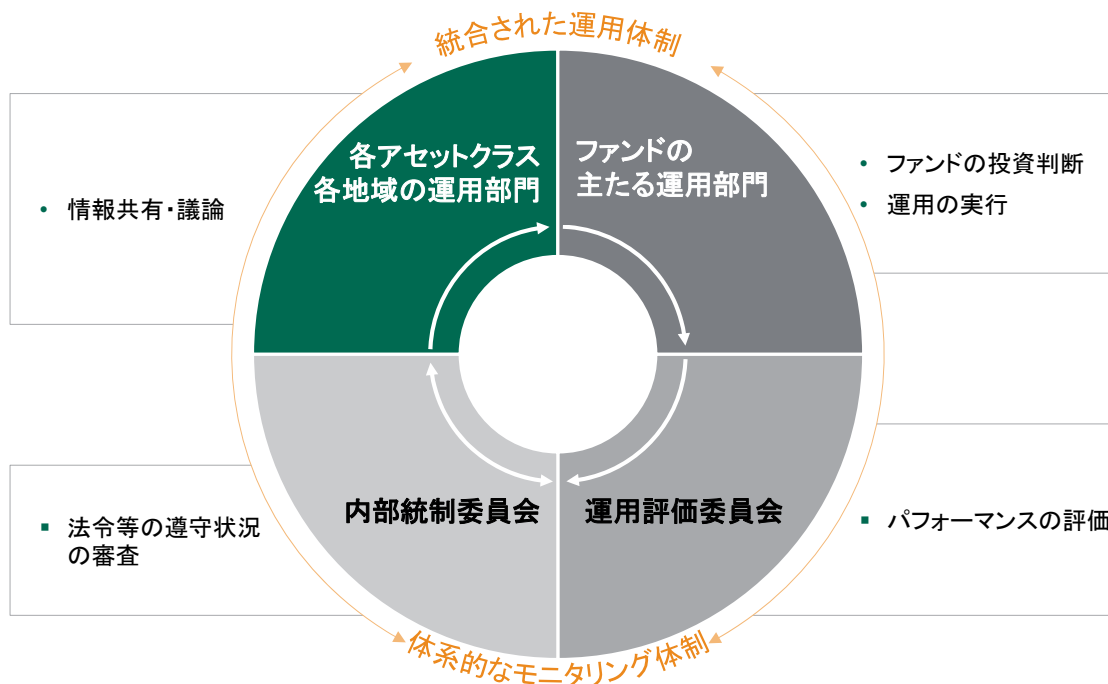 統合された運用体制
各アセットクラス
各地域の運用部門
ファンドの
主たる運用部門
• 情報共有・議論
• ファンドの投資判断
• 運用の実行
内部統制委員会
運用評価委員会
▪ 法令等の遵守状況
の審査
▪ パフォーマンスの評価
体系的なモニタリング体制